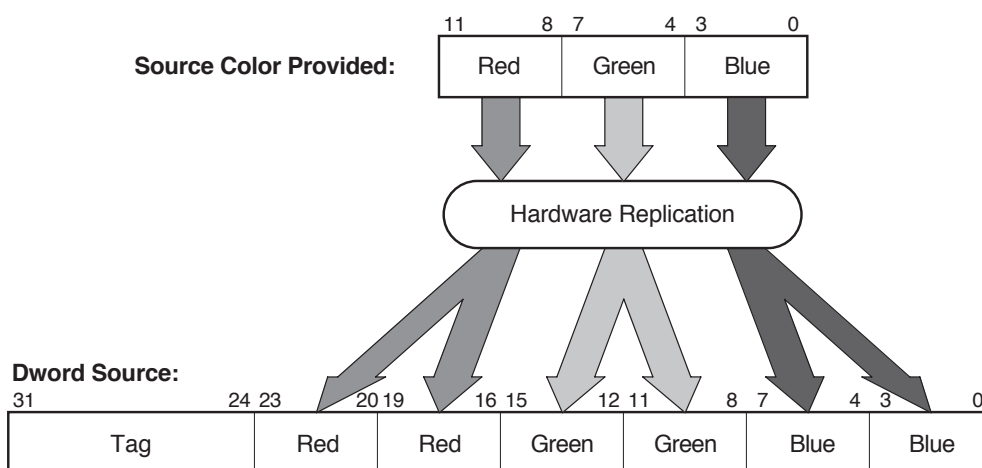 11 8 7 4 3 0
Source Color Provided: Red Green Blue
Hardware Replication
Dword Source:
31 24 23 20 19 16 15 12 11 8 7 4 3 0
Tag Red Red Green Green Blue Blue